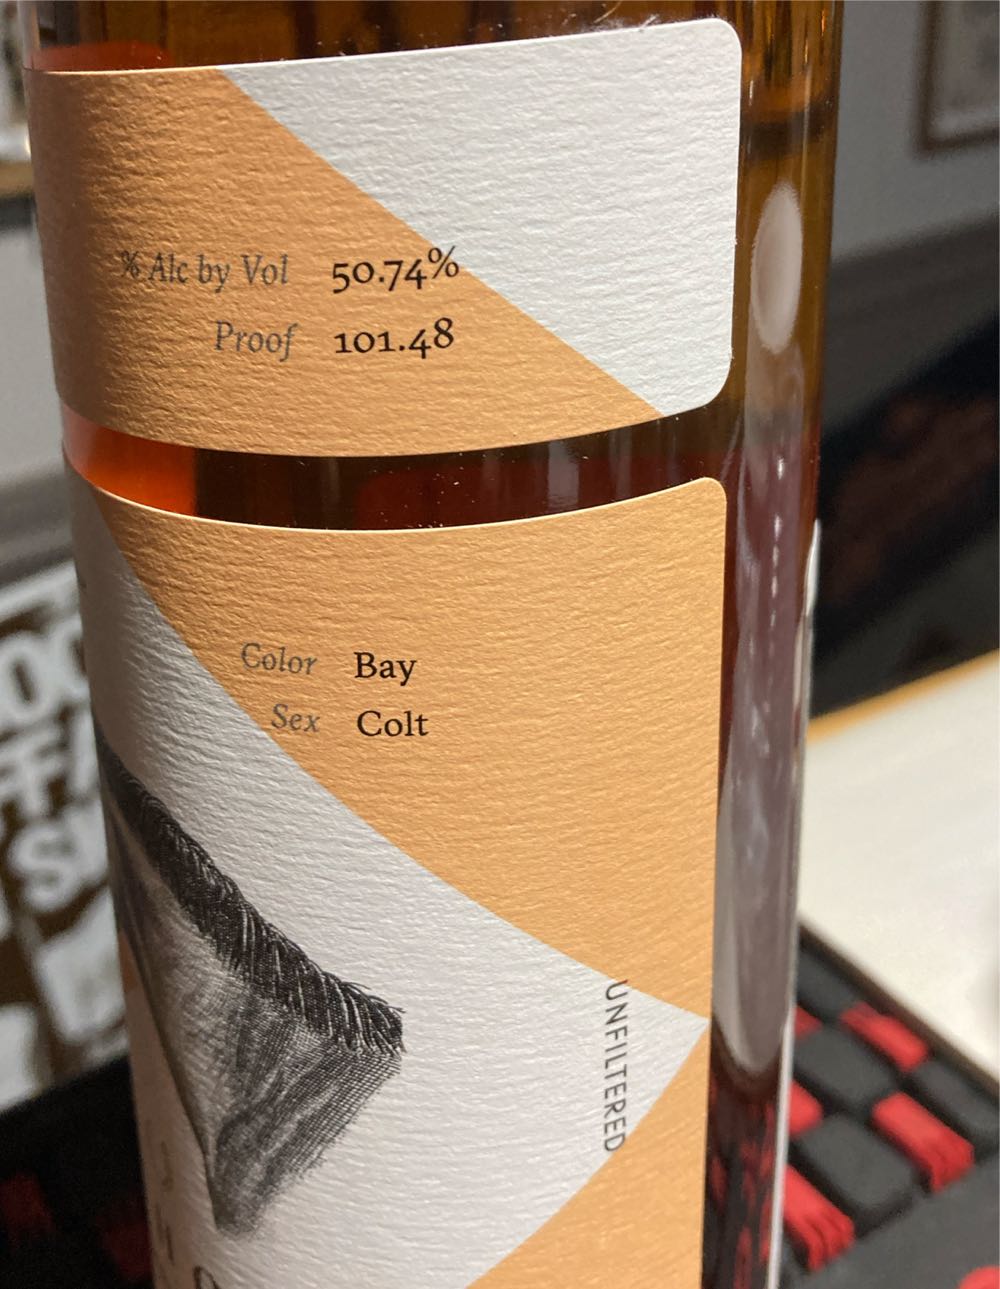 % Alc by Vol 50.74%
Proof 101.48
Color Bay
Sex Colt
UNFILTERED